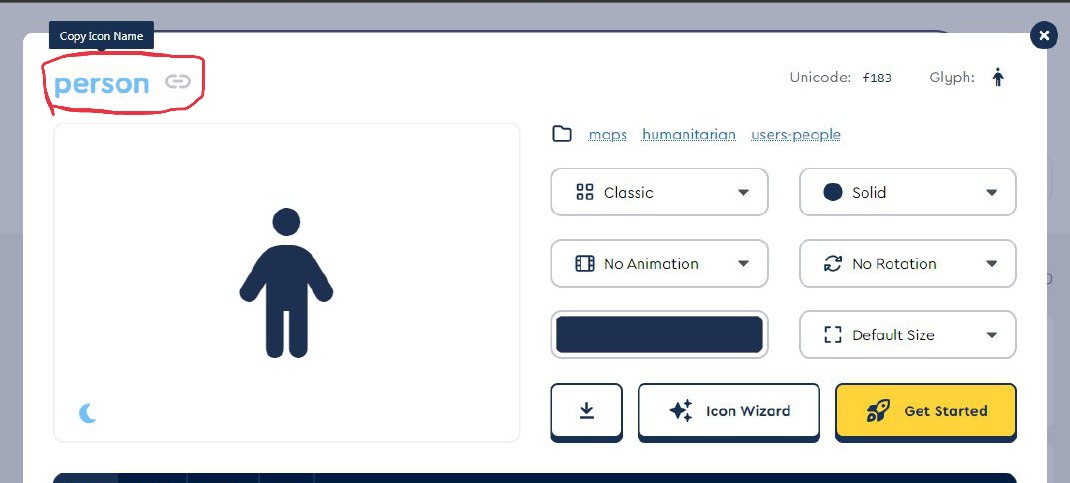 Copy Icon Name
person
Unicode: f183 Glyph:
maps humanitarian users-people
Classic Solid
No Animation No Rotation
Default Size
Icon Wizard Get Started